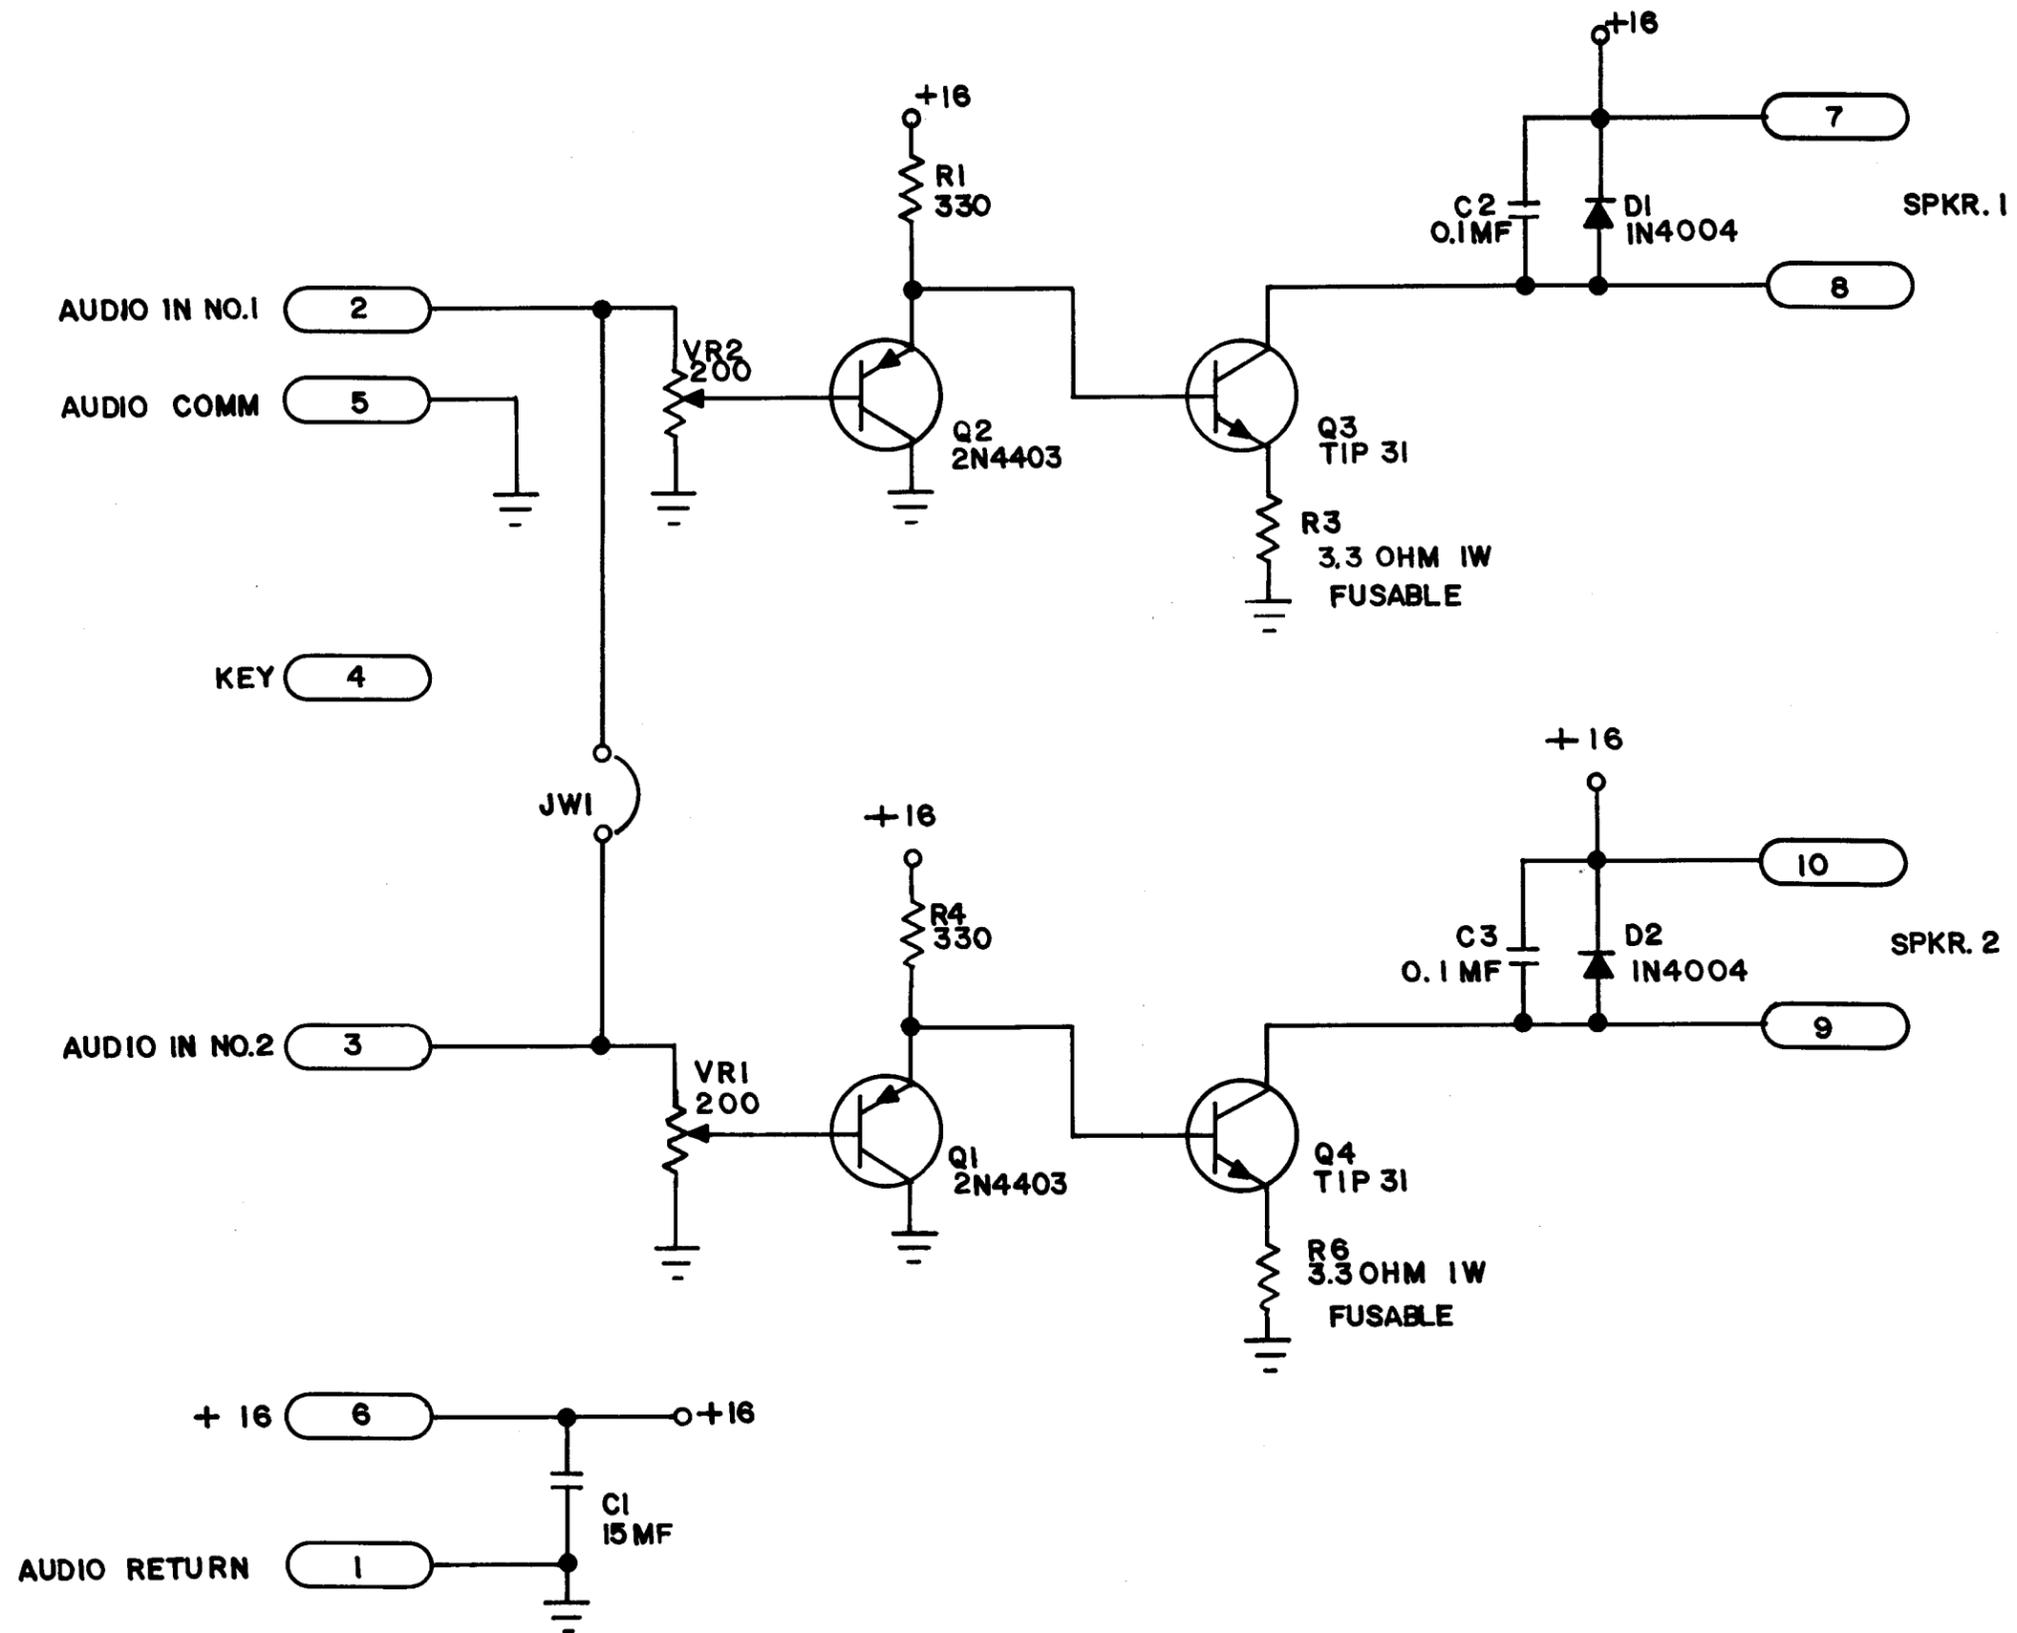 +16
7
SPKR. 1
C2
0.1MF
D1
1N4004
8
+16
R1
330
AUDIO IN NO.1
2
VR2
200
AUDIO COMM
5
Q2
2N4403
Q3
TIP 31
R3
3.3 OHM 1W
FUSABLE
KEY
4
JW1
+16
10
SPKR. 2
C3
0.1MF
D2
1N4004
9
+16
R4
330
AUDIO IN NO.2
3
VR1
200
Q1
2N4403
Q4
TIP 31
R6
3.3 OHM 1W
FUSABLE
+ 16
6
+16
C1
15MF
AUDIO RETURN
1